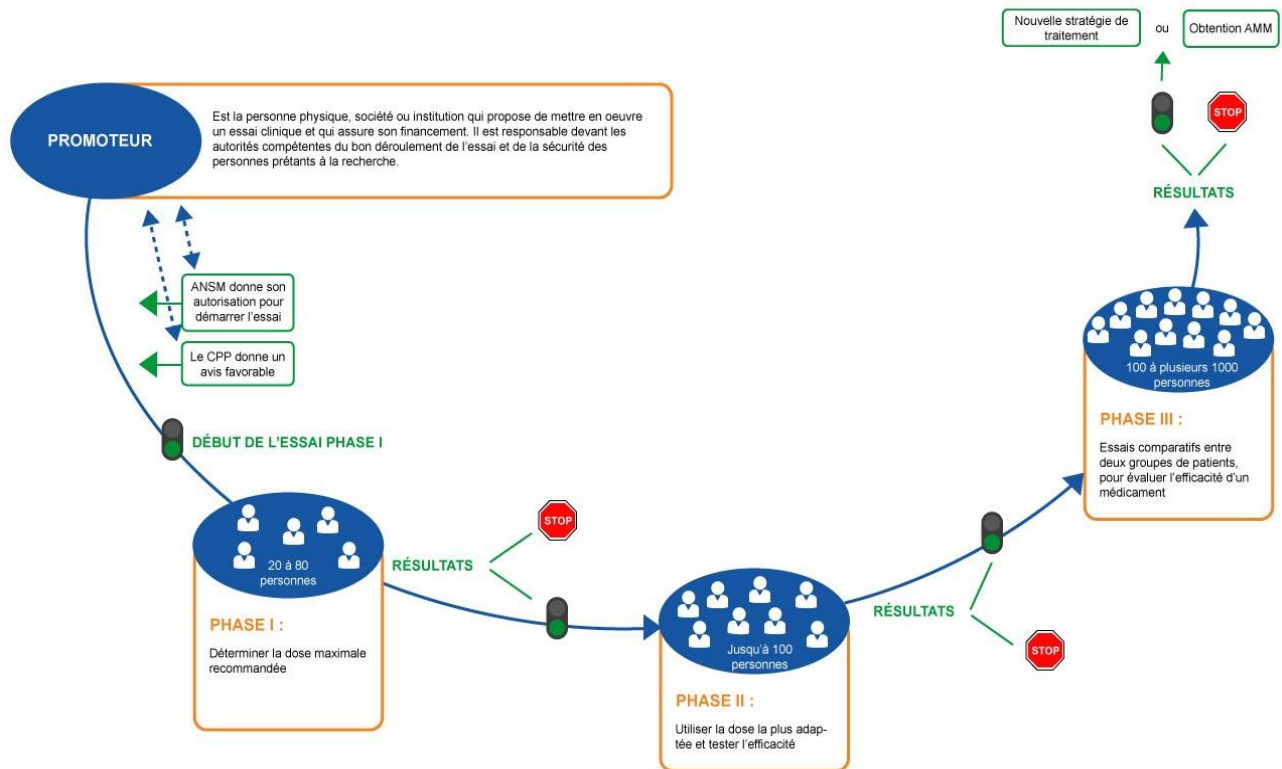 PROMOTEUR
Est la personne physique, société ou institution qui propose de mettre en oeuvre
un essai clinique et qui assure son financement. Il est responsable devant les
autorités compétentes du bon déroulement de l'essai et de la sécurité des
personnes prétants à la recherche.
ANSM donne son
autorisation pour
démarrer l'essai
Le CPP donne un
avis favorable
DÉBUT DE L'ESSAI PHASE I
20 à 80
personnes
PHASE I :
Déterminer la dose maximale
recommandée
RÉSULTATS
STOP
Jusqu'à 100
personnes
PHASE II :
Utiliser la dose la plus adap-
tée et tester l'efficacité
RÉSULTATS
STOP
100 à plusieurs 1000
personnes
PHASE III :
Essais comparatifs entre
deux groupes de patients,
pour évaluer l'efficacité d'un
médicament
RÉSULTATS
STOP
Nouvelle stratégie de
traitement
ou
Obtention AMM